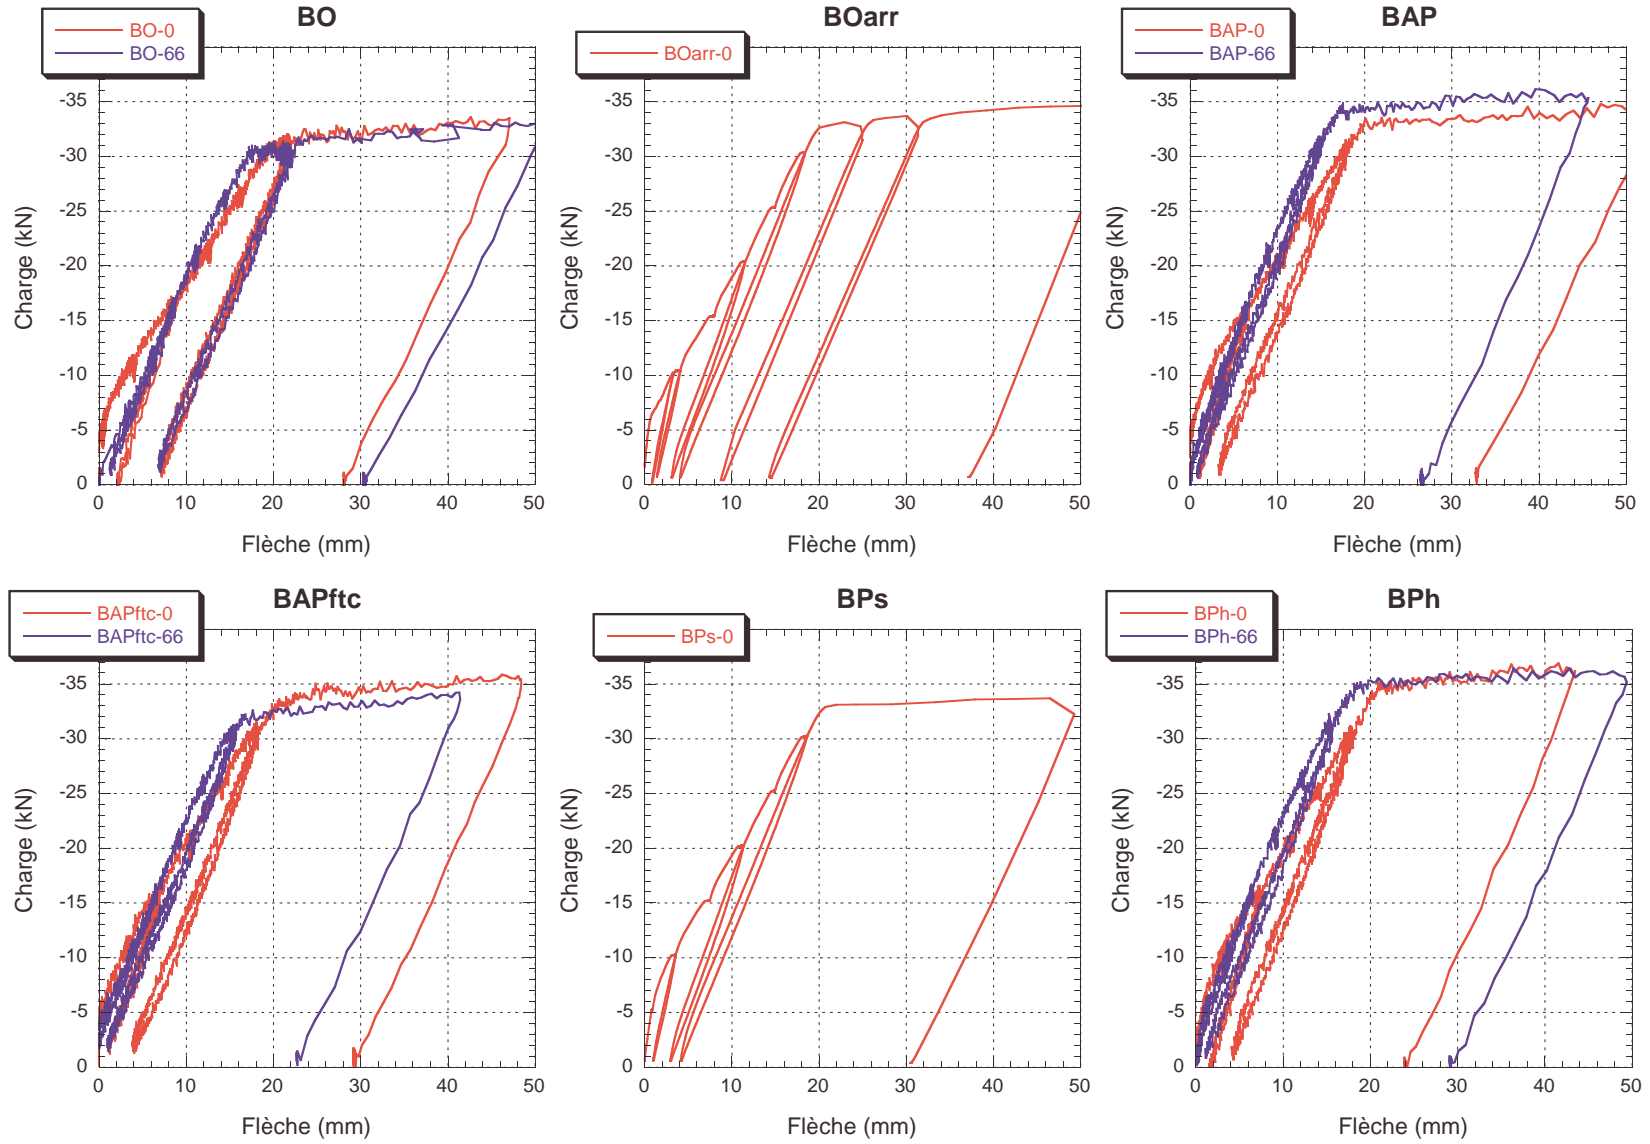 BO
BO-0
BO-66
-35
-30
-25
-20
-15
-10
-5
0
Charge (kN)
0 10 20 30 40 50
Flèche (mm)
BOarr
BOarr-0
-35
-30
-25
-20
-15
-10
-5
0
Charge (kN)
0 10 20 30 40 50
Flèche (mm)
BAP
BAP-0
BAP-66
-35
-30
-25
-20
-15
-10
-5
0
Charge (kN)
0 10 20 30 40 50
Flèche (mm)
BAPftc
BAPftc-0
BAPftc-66
-35
-30
-25
-20
-15
-10
-5
0
Charge (kN)
0 10 20 30 40 50
Flèche (mm)
BPs
BPs-0
-35
-30
-25
-20
-15
-10
-5
0
Charge (kN)
0 10 20 30 40 50
Flèche (mm)
BPh
BPh-0
BPh-66
-35
-30
-25
-20
-15
-10
-5
0
Charge (kN)
0 10 20 30 40 50
Flèche (mm)